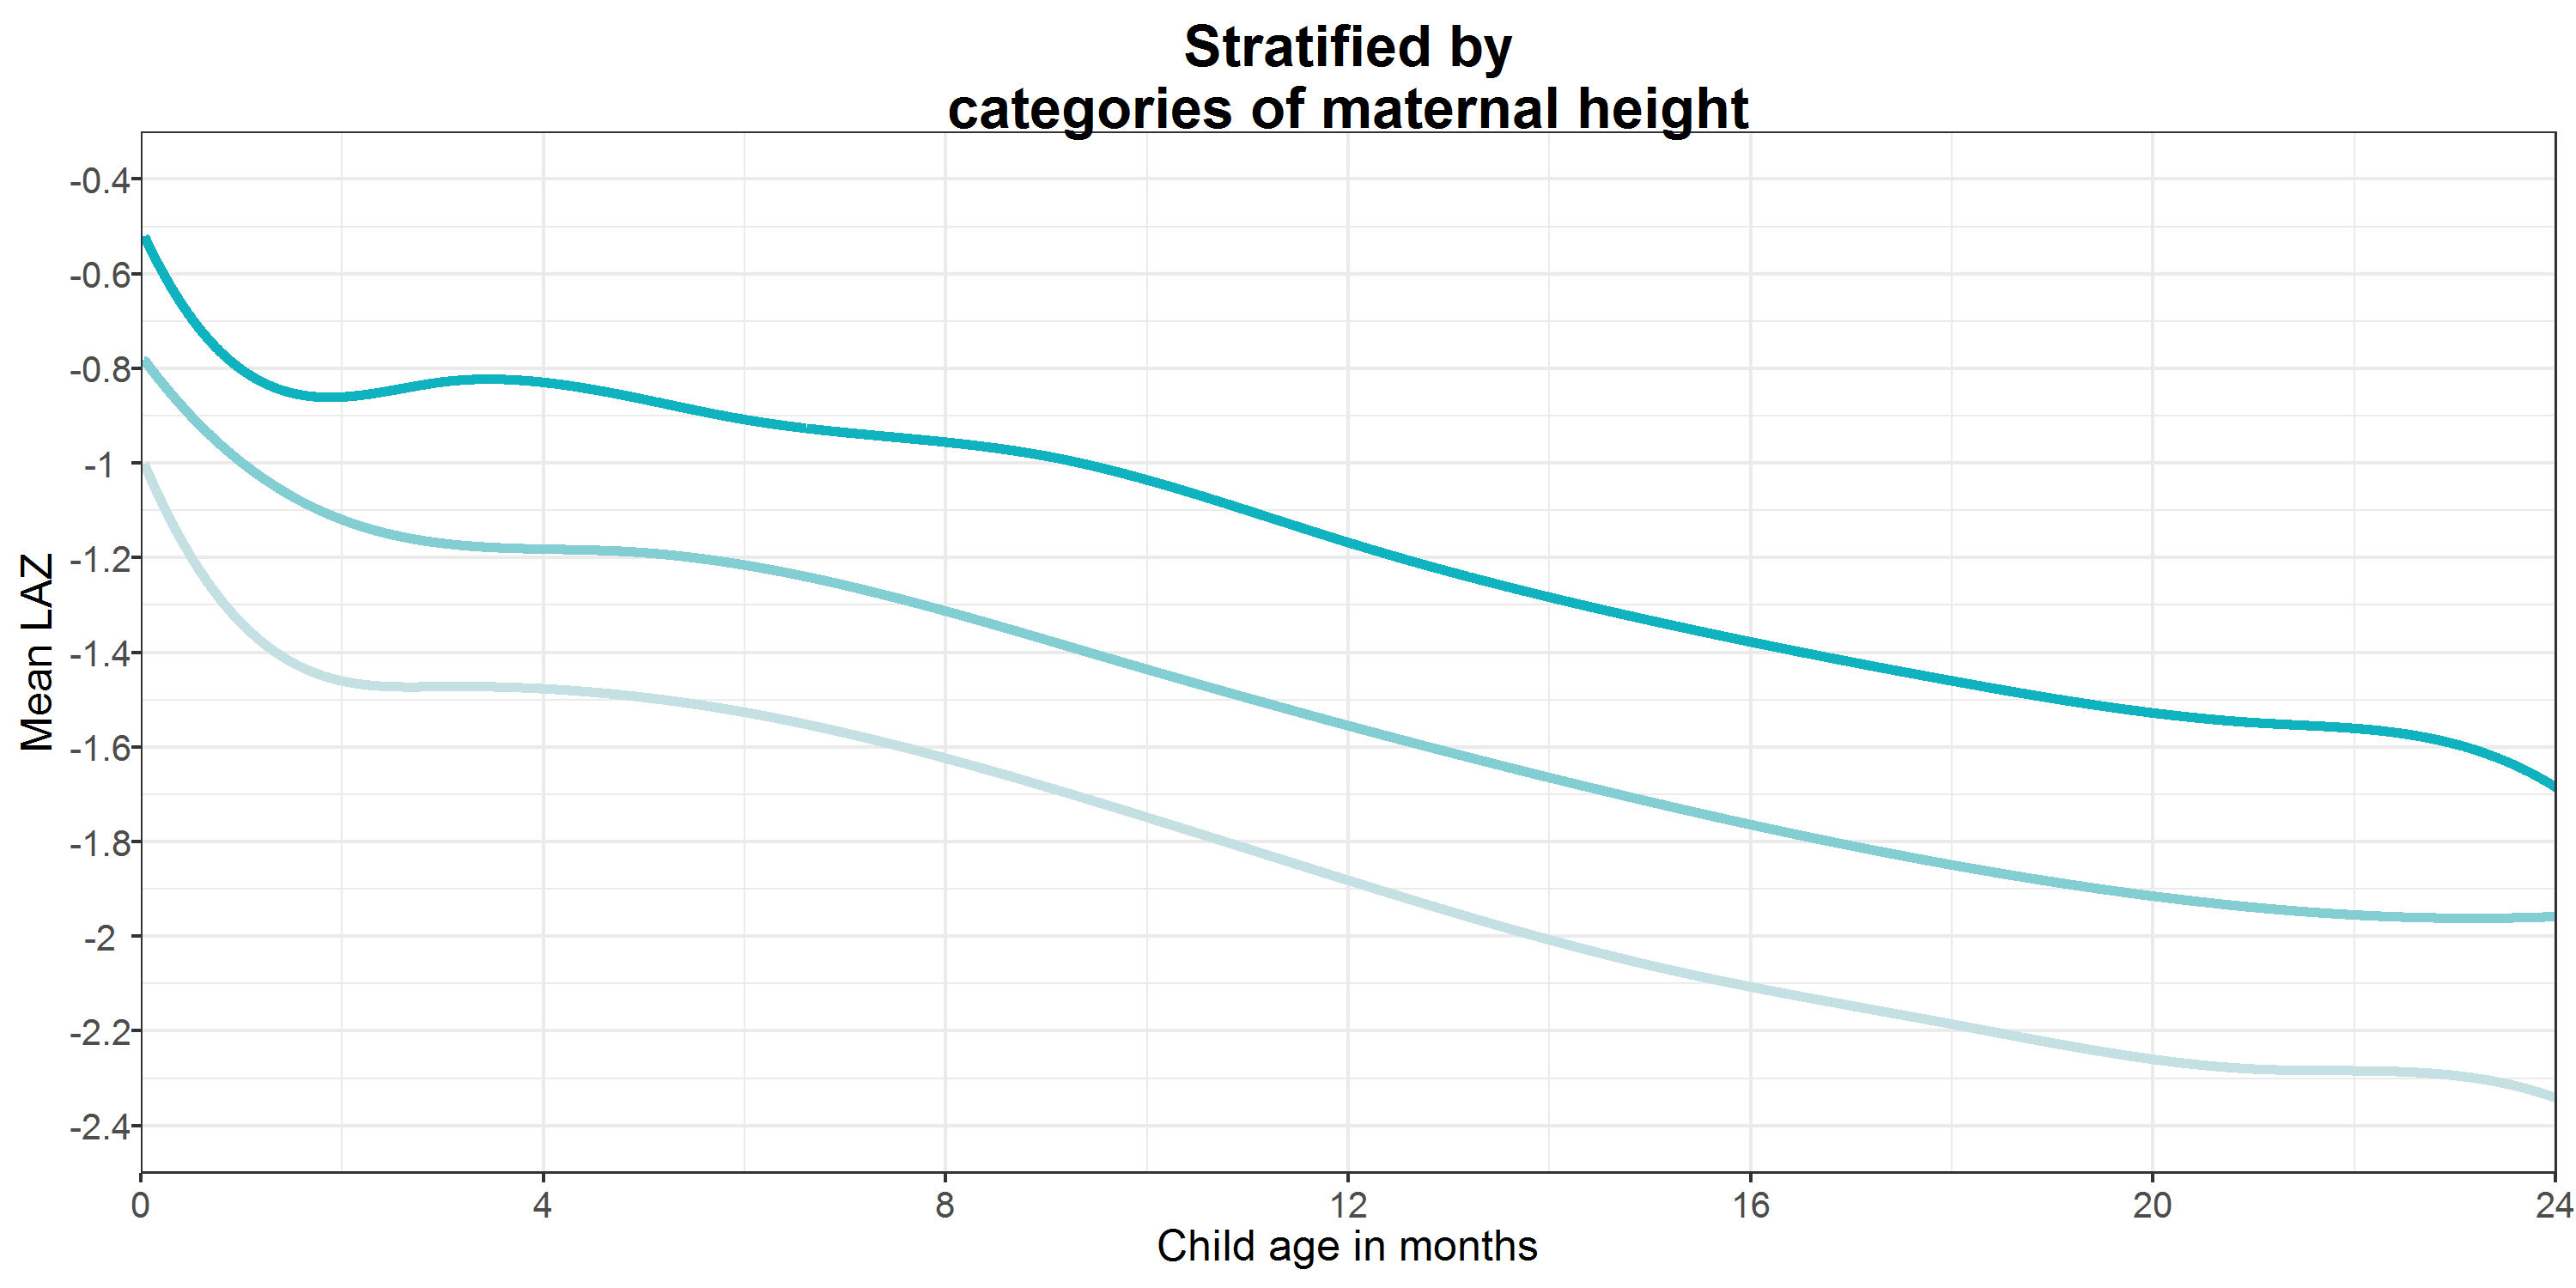 Stratified by
categories of maternal height
-0.4
-0.6
-0.8
-1
-1.2
-1.4
-1.6
-1.8
-2
-2.2
-2.4
Mean LAZ
0 4 8 12 16 20 24
Child age in months